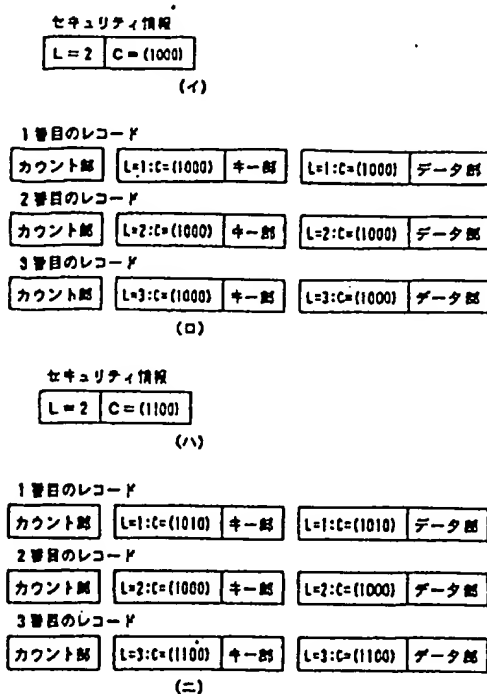 セキュリティ情報
L=2 C=(1000)
(イ)
1番目のレコード
カウント部 L=1:C=(1000) キー部 L=1:C=(1000) データ部
2番目のレコード
カウント部 L=2:C=(1000) キー部 L=2:C=(1000) データ部
3番目のレコード
カウント部 L=3:C=(1000) キー部 L=3:C=(1000) データ部
(ロ)
セキュリティ情報
L=2 C=(1100)
(ハ)
1番目のレコード
カウント部 L=1:C=(1010) キー部 L=1:C=(1010) データ部
2番目のレコード
カウント部 L=2:C=(1000) キー部 L=2:C=(1000) データ部
3番目のレコード
カウント部 L=3:C=(1100) キー部 L=3:C=(1100) データ部
(ニ)